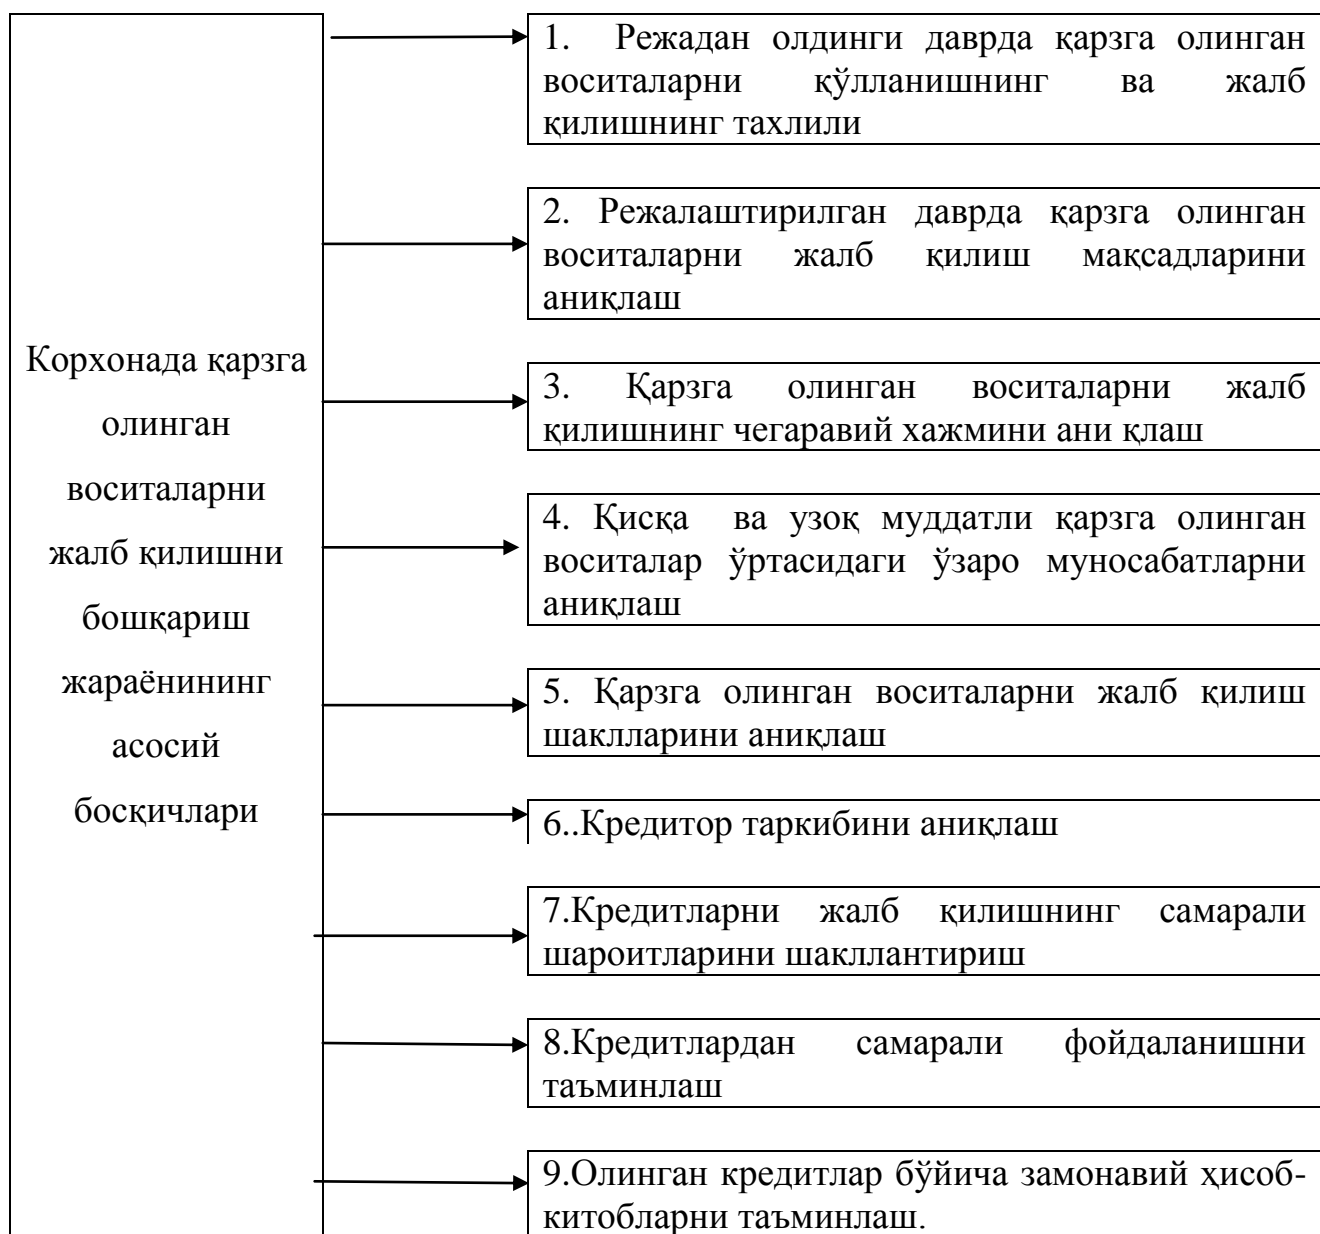 Корхонада қарзга
олинган
воситаларни
жалб қилишни
бошқариш
жараёнининг
асосий
босқичлари
1. Режадан олдинги даврда қарзга олинган
воситаларни қўлланишнинг ва жалб
қилишнинг тахлили
2. Режалаштирилган даврда қарзга олинган
воситаларни жалб қилиш мақсадларини
аниқлаш
3. Қарзга олинган воситаларни жалб
қилишнинг чегаравий хажмини ани қлаш
4. Қисқа ва узоқ муддатли қарзга олинган
воситалар ўртасидаги ўзаро муносабатларни
аниқлаш
5. Қарзга олинган воситаларни жалб қилиш
шаклларини аниқлаш
6..Кредитор таркибини аниқлаш
7.Кредитларни жалб қилишнинг самарали
шароитларини шакллантириш
8.Кредитлардан самарали фойдаланишни
таъминлаш
9.Олинган кредитлар бўйича замонавий ҳисоб-
китобларни таъминлаш.